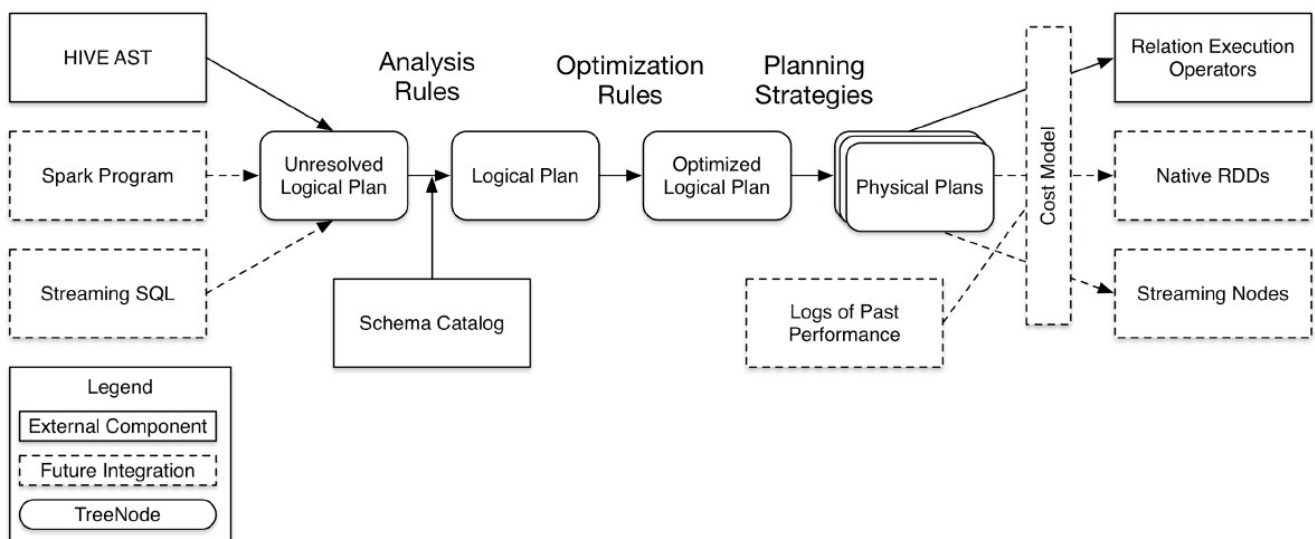 HIVE AST
Spark Program
Streaming SQL
Analysis
Rules
Optimization
Rules
Planning
Strategies
Unresolved
Logical Plan
Logical Plan
Optimized
Logical Plan
Physical Plans
Schema Catalog
Logs of Past
Performance
Cost Model
Relation Execution
Operators
Native RDDs
Streaming Nodes
Legend
External Component
Future Integration
TreeNode